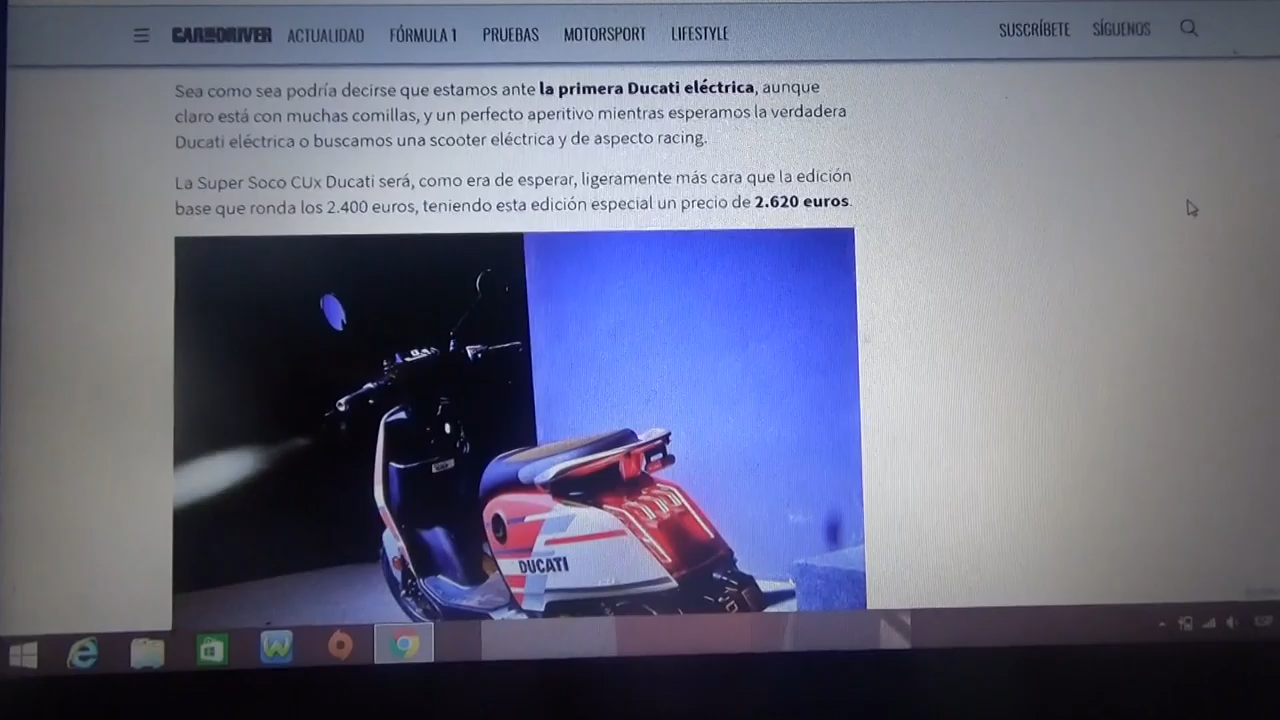 CAR AND DRIVER ACTUALIDAD FÓRMULA 1 PRUEBAS MOTORSPORT LIFESTYLE SUSCRÍBETE SÍGUENOS
Sea como sea podría decirse que estamos ante la primera Ducati eléctrica, aunque
claro está con muchas comillas, y un perfecto aperitivo mientras esperamos la verdadera
Ducati eléctrica o buscamos una scooter eléctrica y de aspecto racing.
La Super Soco CUx Ducati será, como era de esperar, ligeramente más cara que la edición
base que ronda los 2.400 euros, teniendo esta edición especial un precio de 2.620 euros.
DUCATI